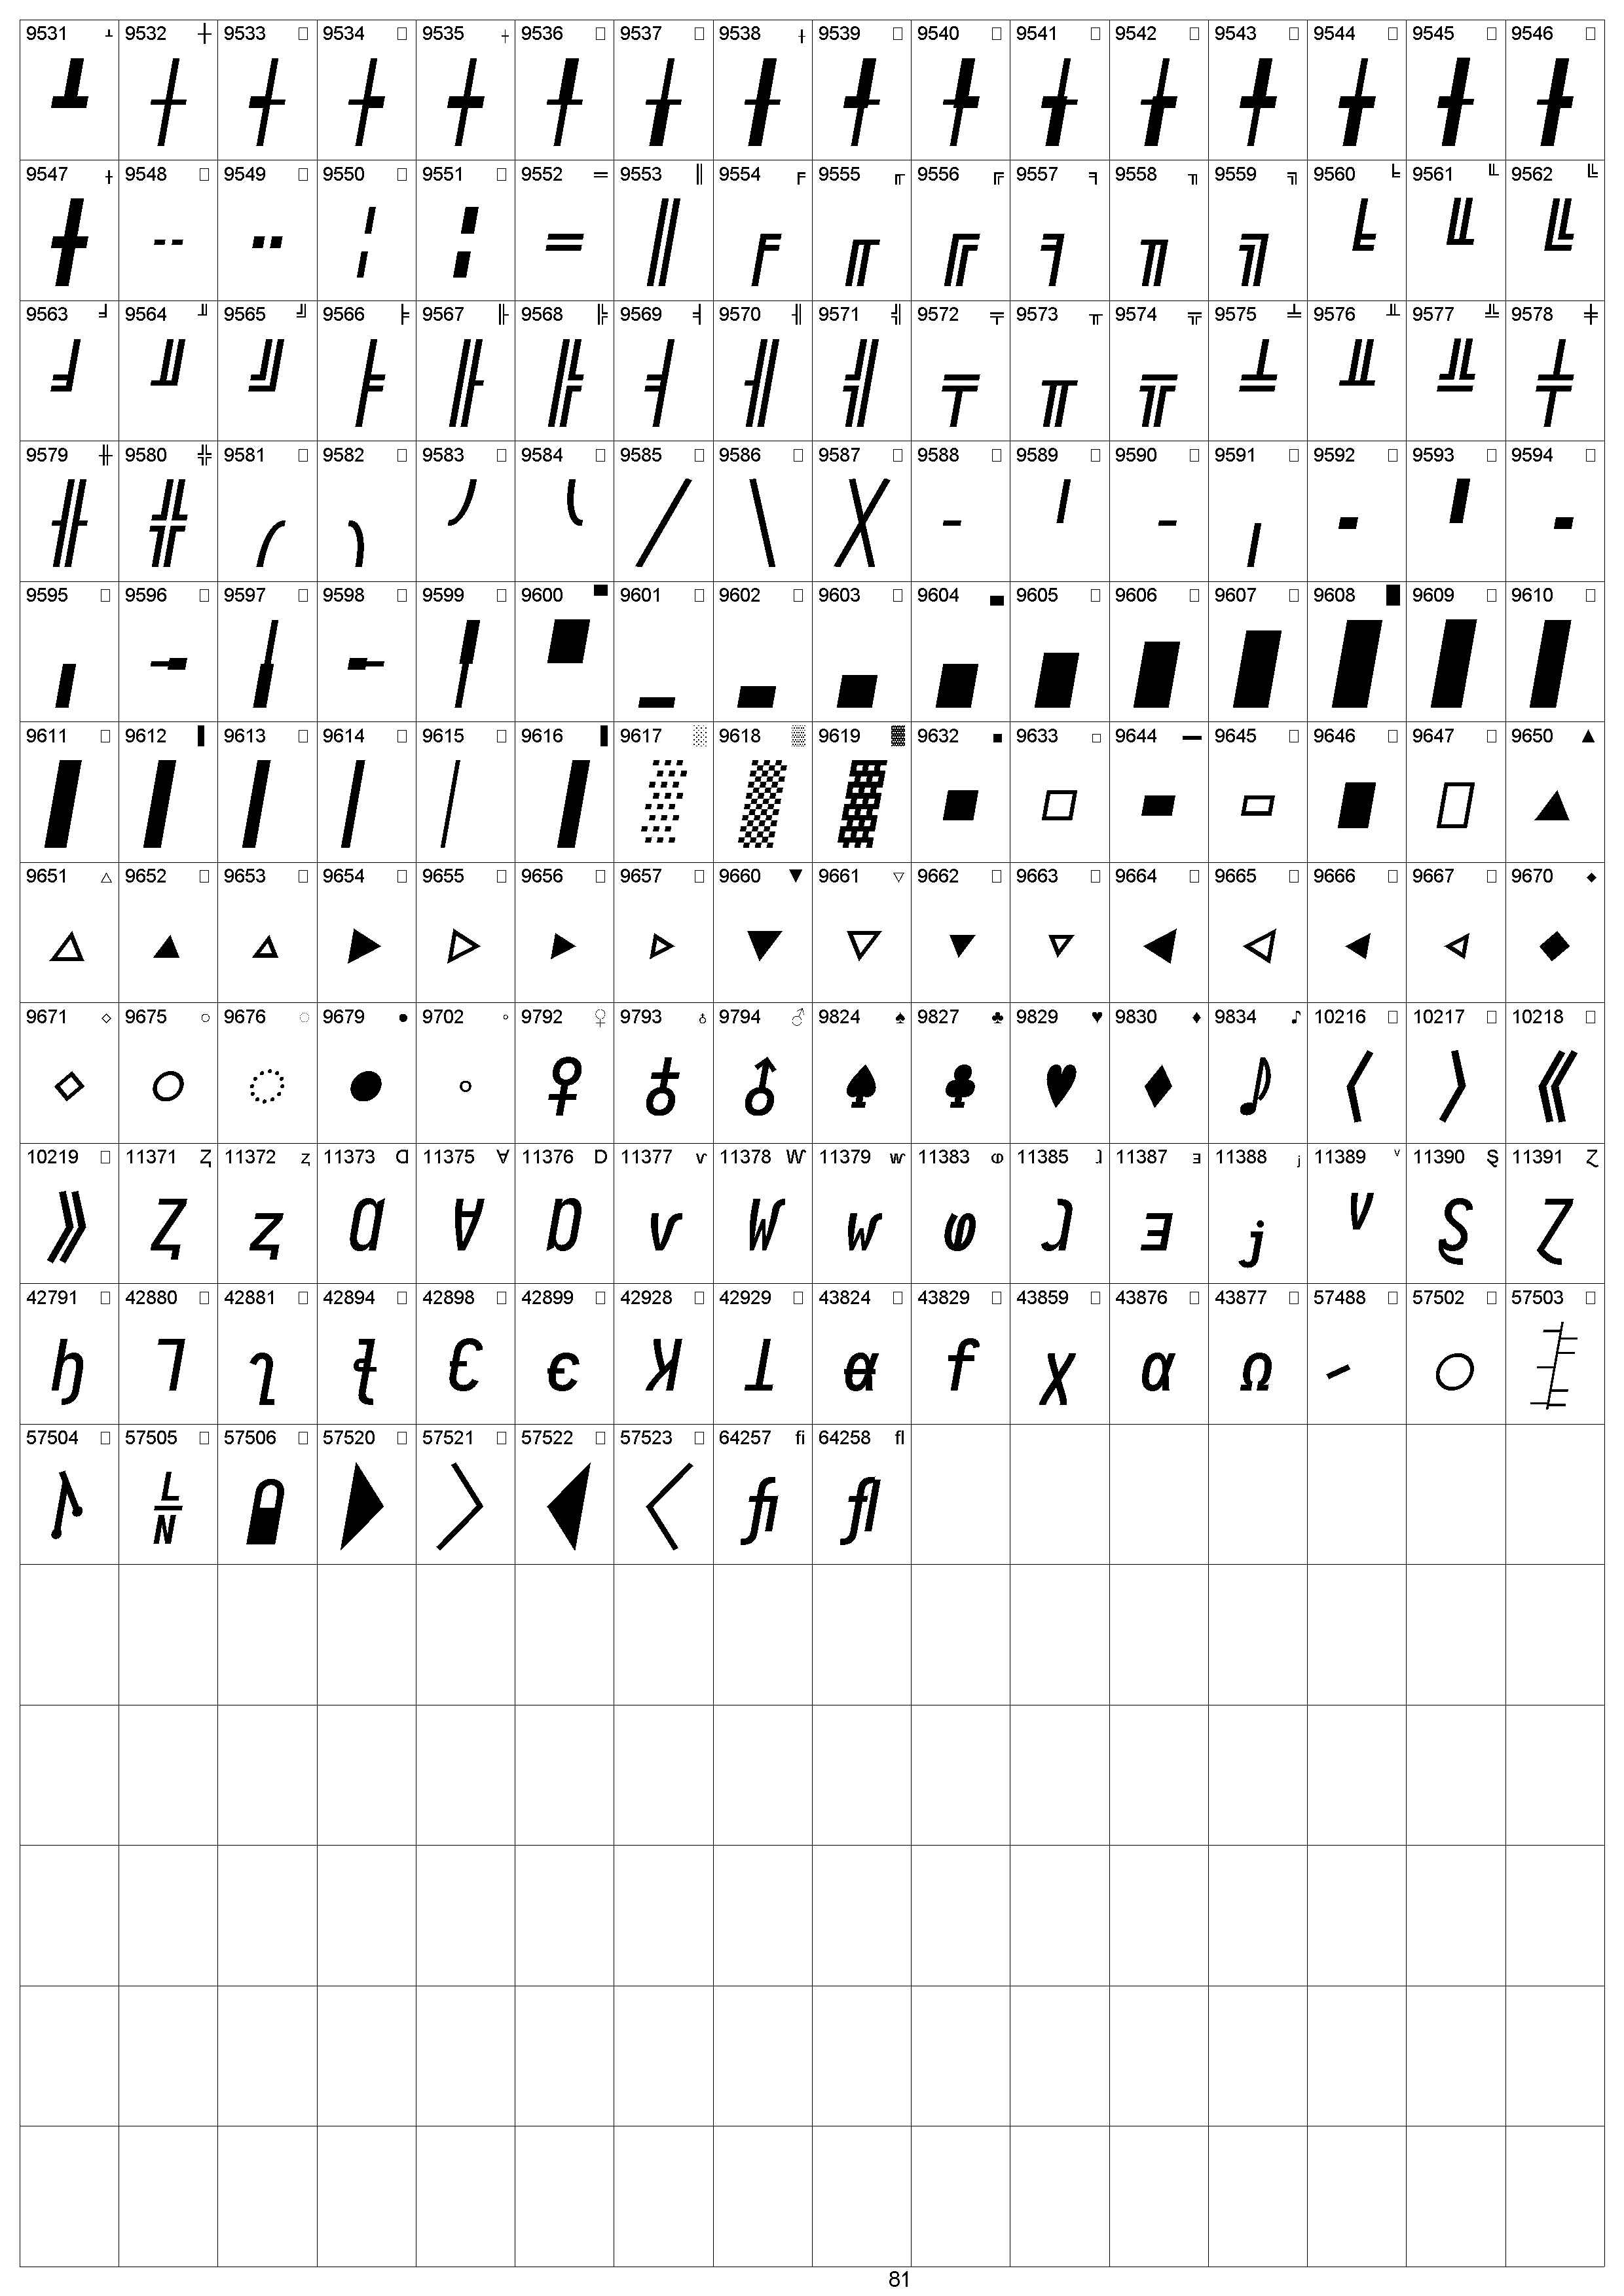 9531 ┻ 9532 ┼ 9533 □ 9534 □ 9535 ┿ 9536 □ 9537 □ 9538 ╂ 9539 □ 9540 □ 9541 □ 9542 □ 9543 □ 9544 □ 9545 □ 9546 □
┻ ┼ ┽ ┾ ┿ ╀ ╁ ╂ ╃ ╄ ╅ ╆ ╇ ╈ ╉ ╊
9547 ╋ 9548 □ 9549 □ 9550 □ 9551 □ 9552 ═ 9553 ║ 9554 ╒ 9555 ╓ 9556 ╔ 9557 ╕ 9558 ╖ 9559 ╗ 9560 ╘ 9561 ╙ 9562 ╚
╋ ╌ ╍ ╎ ╏ ═ ║ ╒ ╓ ╔ ╕ ╖ ╗ ╘ ╙ ╚
9563 ╛ 9564 ╜ 9565 ╝ 9566 ╞ 9567 ╟ 9568 ╠ 9569 ╡ 9570 ╢ 9571 ╣ 9572 ╤ 9573 ╥ 9574 ╦ 9575 ╧ 9576 ╨ 9577 ╩ 9578 ╪
╛ ╜ ╝ ╞ ╟ ╠ ╡ ╢ ╣ ╤ ╥ ╦ ╧ ╨ ╩ ╪
9579 ╫ 9580 ╬ 9581 □ 9582 □ 9583 □ 9584 □ 9585 □ 9586 □ 9587 □ 9588 □ 9589 □ 9590 □ 9591 □ 9592 □ 9593 □ 9594 □
╫ ╬ ╭ ╮ ╯ ╰ ╱ ╲ ╳ ╴ ╵ ╶ ╷ ╸ ╹ ╺
9595 □ 9596 □ 9597 □ 9598 □ 9599 □ 9600 ▀ 9601 □ 9602 □ 9603 □ 9604 ▄ 9605 □ 9606 □ 9607 □ 9608 █ 9609 □ 9610 □
╻ ╼ ╽ ╾ ╿ ▀ ▁ ▂ ▃ ▄ ▅ ▆ ▇ █ ▉ ▊
9611 □ 9612 ▌ 9613 □ 9614 □ 9615 □ 9616 ▐ 9617 ░ 9618 ▒ 9619 ▓ 9632 ■ 9633 □ 9644 ▬ 9645 □ 9646 □ 9647 □ 9650 ▲
▋ ▌ ▍ ▎ ▏ ▐ ░ ▒ ▓ ■ □ ▬ ▭ ▮ ▯ ▲
9651 △ 9652 □ 9653 □ 9654 □ 9655 □ 9656 □ 9657 □ 9660 ▼ 9661 ▽ 9662 □ 9663 □ 9664 □ 9665 □ 9666 □ 9667 □ 9670 ◆
△ ▴ ▵ ▶ ▷ ▸ ▹ ▼ ▽ ▾ ▿ ◀ ◁ ◂ ◃ ◆
9671 ◇ 9675 ○ 9676 ◌ 9679 ● 9702 ◦ 9792 ♀ 9793 ♁ 9794 ♂ 9824 ♠ 9827 ♣ 9829 ♥ 9830 ♦ 9834 ♪ 10216 □ 10217 □ 10218 □
◇ ○ ◌ ● ◦ ♀ ♁ ♂ ♠ ♣ ♥ ♦ ♪ ⟨ ⟩ ⟪
10219 □ 11371 Ⱬ 11372 ⱬ 11373 Ɑ 11375 Ɐ 11376 Ɒ 11377 ⱱ 11378 Ⱳ 11379 ⱳ 11383 ⱷ 11385 ⱹ 11387 ⱻ 11388 ⱼ 11389 ⱽ 11390 Ȿ 11391 Ɀ
⟫ Ⱬ ⱬ Ɑ Ɐ Ɒ ⱱ Ⱳ ⱳ ⱷ ⱹ ⱻ ⱼ ⱽ Ȿ Ɀ
42791 □ 42880 □ 42881 □ 42894 □ 42898 □ 42899 □ 42928 □ 42929 □ 43824 □ 43829 □ 43859 □ 43876 □ 43877 □ 57488 □ 57502 □ 57503 □
ꜧ Ꞁ ꞁ ꞎ Ꞓ ꞓ Ʞ Ʇ ꬰ ꬵ ꭓ ꭤ ꭥ
57504 □ 57505 □ 57506 □ 57520 □ 57521 □ 57522 □ 57523 □ 64257 ﬁ 64258 ﬂ
L
N
ﬁ ﬂ
81